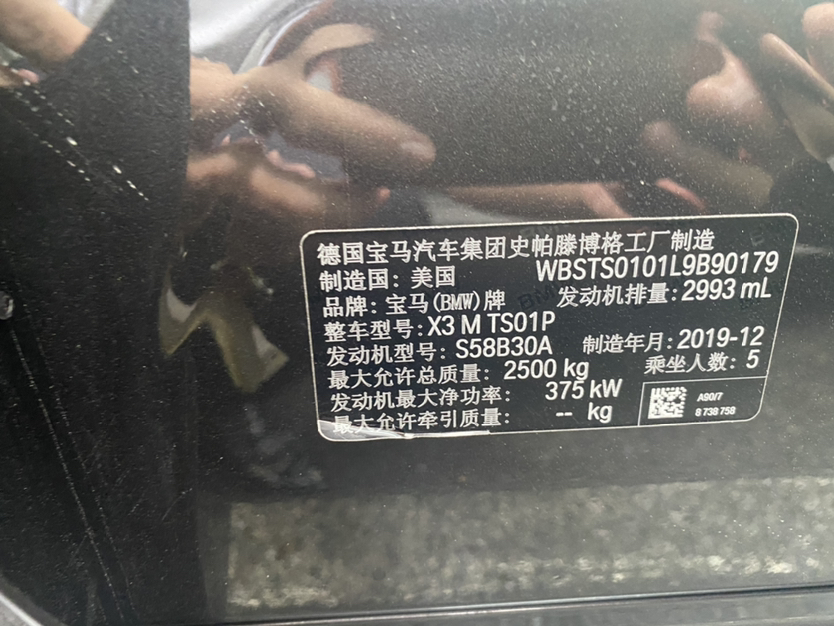 德国宝马汽车集团史帕滕博格工厂制造
制造国：美国 WBSTS0101L9B90179
品牌：宝马(BMW)牌 发动机排量：2993 mL
整车型号：X3 M TS01P
发动机型号：S58B30A 制造年月：2019-12
最大允许总质量：2500 kg 乘坐人数：5
发动机最大净功率：375 kW
最大允许牵引质量：-- kg
A90/7
8 738 758